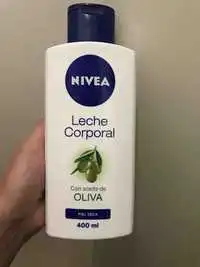 NIVEA
Leche
Corporal
Con aceite de
OLIVA
PIEL SECA
400 ml